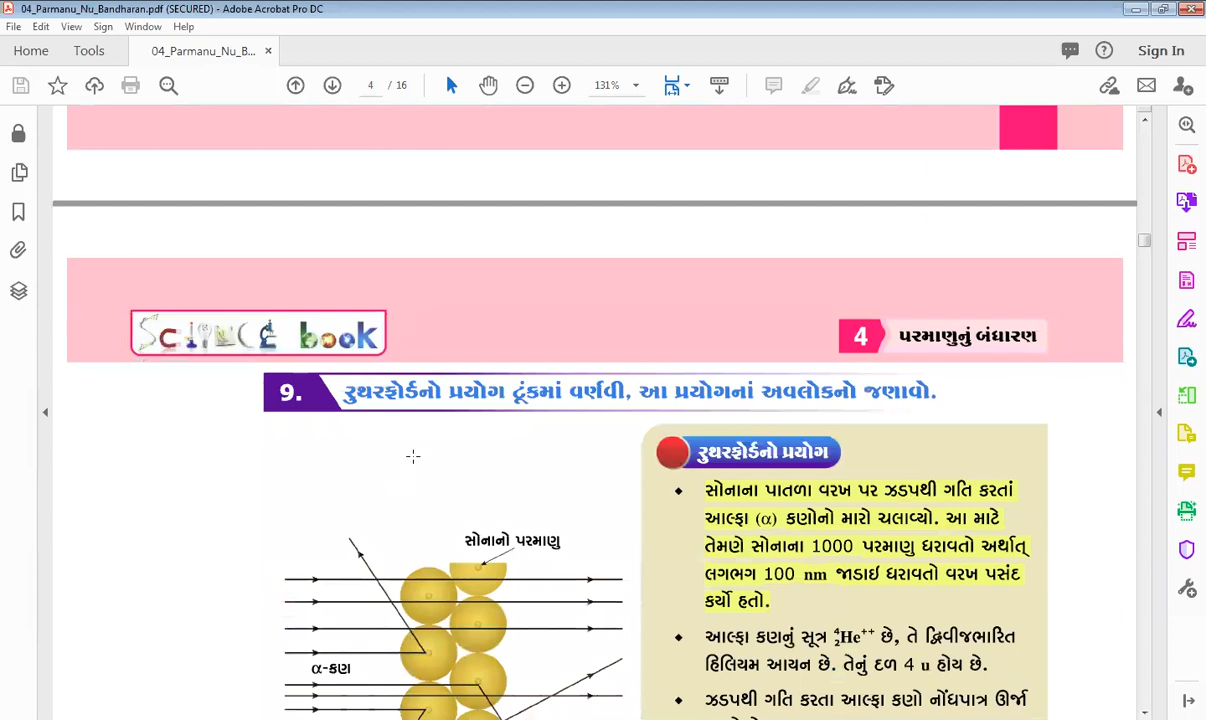 04_Parmanu_Nu_Bandharan.pdf (SECURED) - Adobe Acrobat Pro DC
File Edit View Sign Window Help
Home Tools 04_Parmanu_Nu_B... × Sign In
4 / 16 131%
Science book
4 પરમાણુનું બંધારણ
9. રુથરફોર્ડનો પ્રયોગ ટૂંકમાં વર્ણવી, આ પ્રયોગનાં અવલોકનો જણાવો.
સોનાનો પરમાણુ
α-કણ
રુથરફોર્ડનો પ્રયોગ
સોનાના પાતળા વરખ પર ઝડપથી ગતિ કરતાં
આલ્ફા (α) કણોનો મારો ચલાવ્યો. આ માટે
તેમણે સોનાના 1000 પરમાણુ ધરાવતો અર્થાત્
લગભગ 100 nm જાડાઇ ધરાવતો વરખ પસંદ
કર્યો હતો.
આલ્ફા કણનું સૂત્ર ⁴₂He⁺⁺ છે, તે દ્વિવીજભારિત
હિલિયમ આયન છે. તેનું દળ 4 u હોય છે.
ઝડપથી ગતિ કરતા આલ્ફા કણો નોંધપાત્ર ઊર્જા